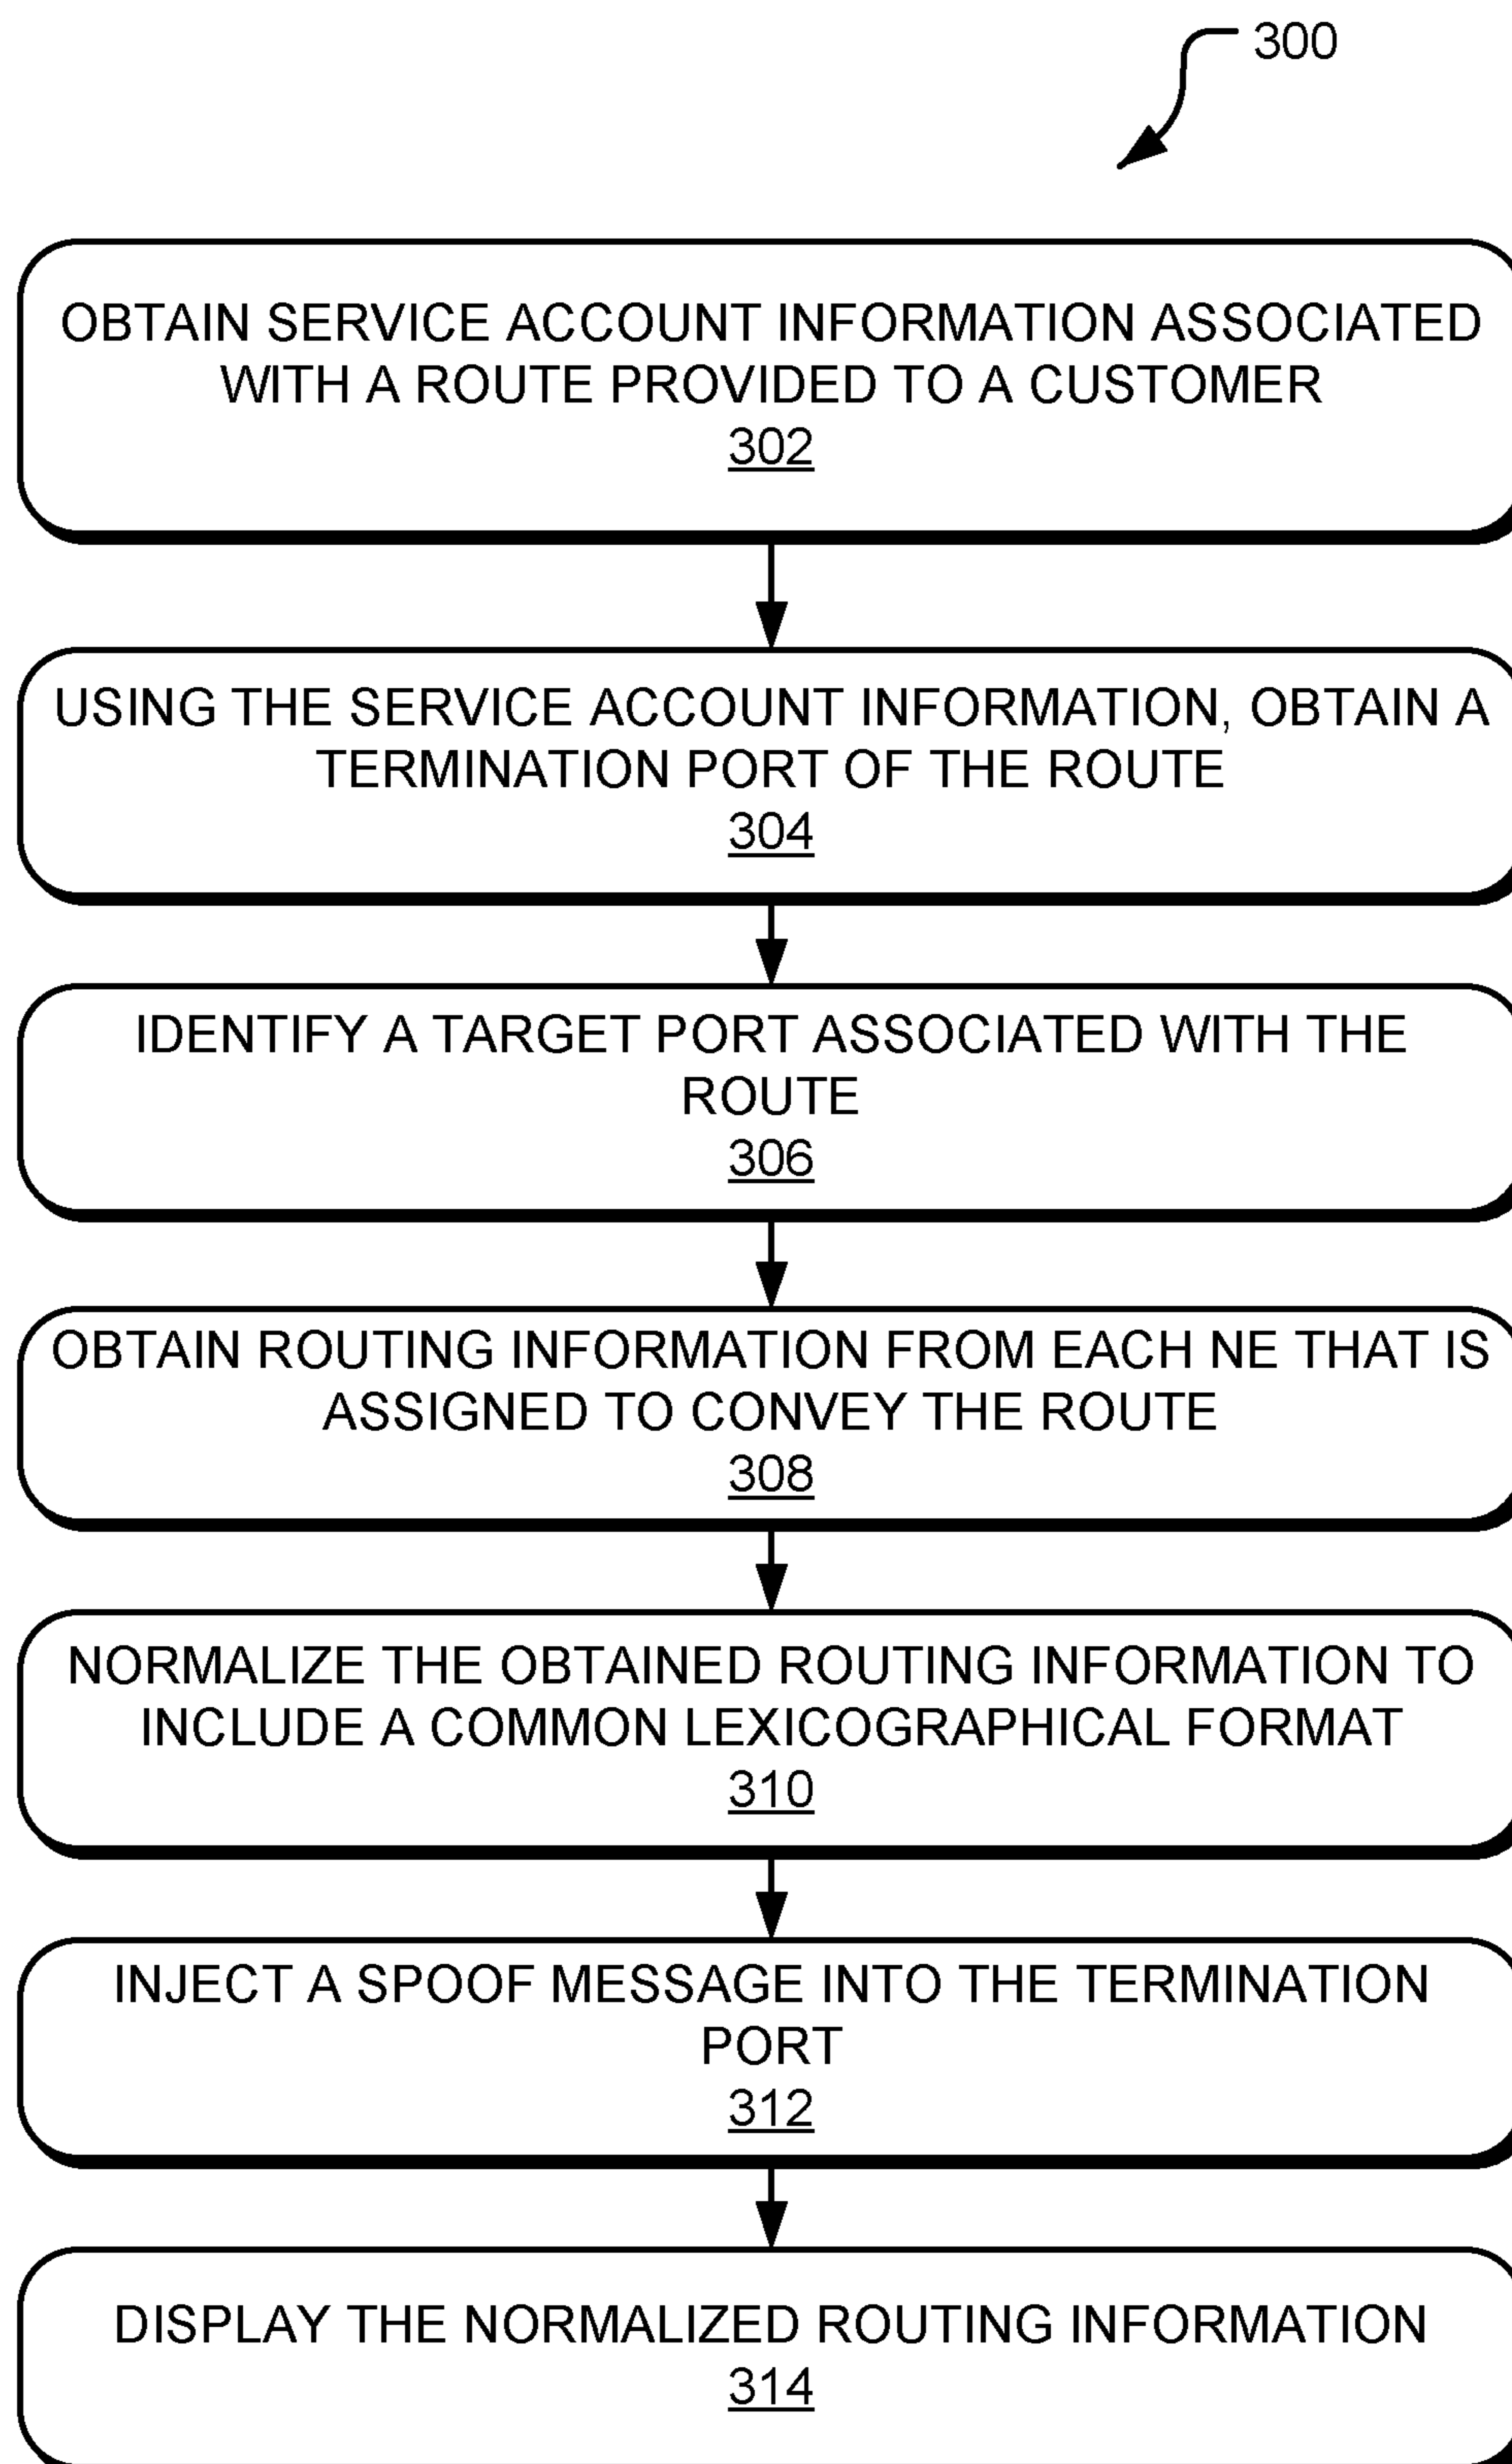 300
OBTAIN SERVICE ACCOUNT INFORMATION ASSOCIATED
WITH A ROUTE PROVIDED TO A CUSTOMER
302
USING THE SERVICE ACCOUNT INFORMATION, OBTAIN A
TERMINATION PORT OF THE ROUTE
304
IDENTIFY A TARGET PORT ASSOCIATED WITH THE
ROUTE
306
OBTAIN ROUTING INFORMATION FROM EACH NE THAT IS
ASSIGNED TO CONVEY THE ROUTE
308
NORMALIZE THE OBTAINED ROUTING INFORMATION TO
INCLUDE A COMMON LEXICOGRAPHICAL FORMAT
310
INJECT A SPOOF MESSAGE INTO THE TERMINATION
PORT
312
DISPLAY THE NORMALIZED ROUTING INFORMATION
314